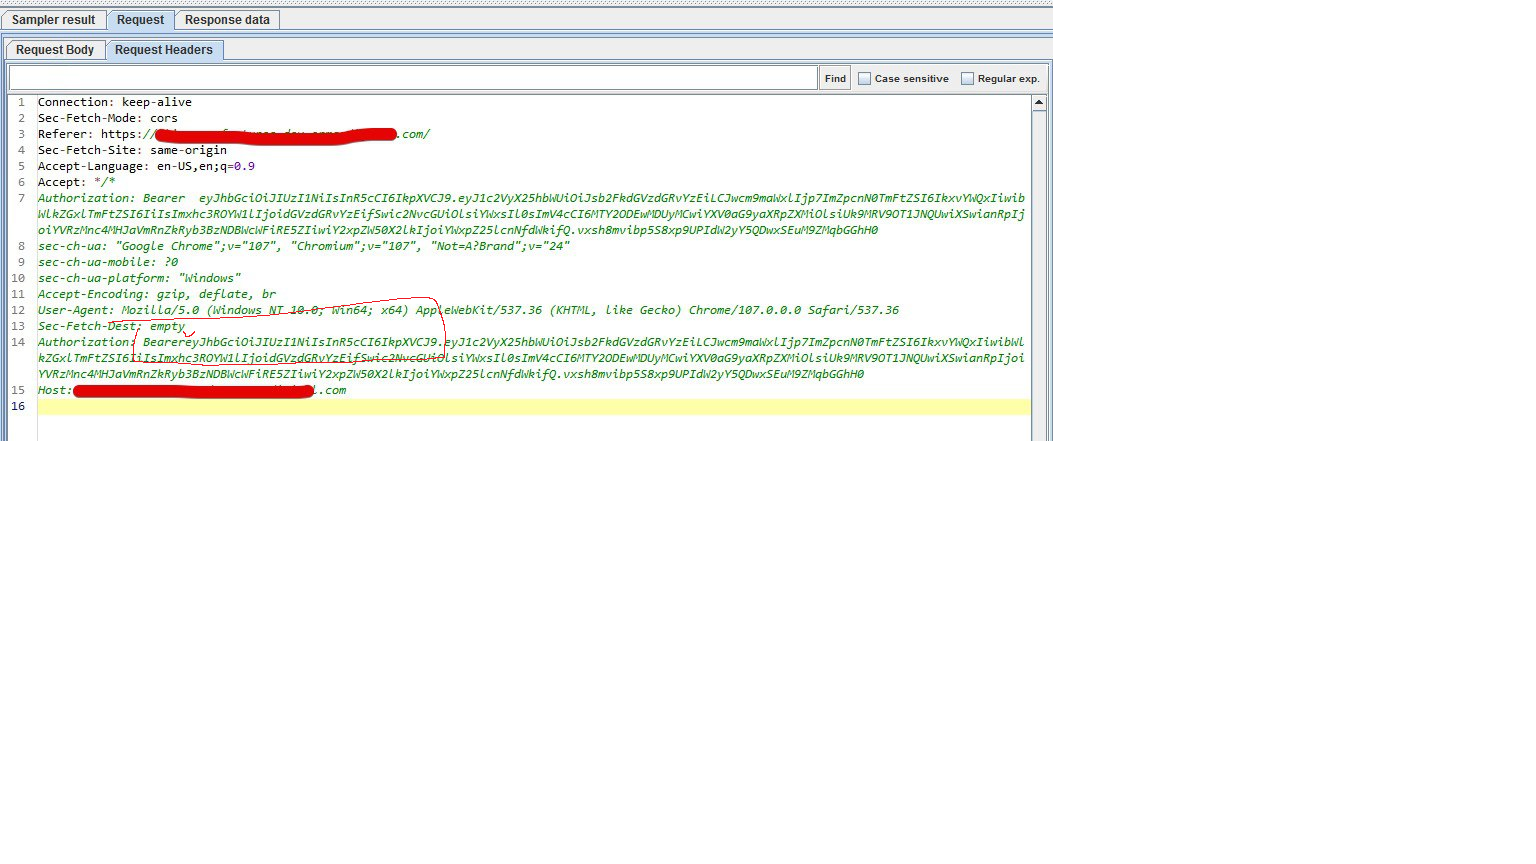 Sampler result Request Response data
Request Body Request Headers
Find Case sensitive Regular exp.
1 Connection: keep-alive
2 Sec-Fetch-Mode: cors
3 Referer: https:// .com/
4 Sec-Fetch-Site: same-origin
5 Accept-Language: en-US,en;q=0.9
6 Accept: */*
7 Authorization: Bearer eyJhbGciOiJIUzI1NiIsInR5cCI6IkpXVCJ9.eyJ1c2VyX25hbWUiOiJsb2FkdGVzdGRvYzEiLCJwcm9maWxlIjp7ImZpcnN0TmFtZSI6IkxvYWQxIiwib
WlkZGxlTmFtZSI6IiIsImxhc3ROYW1lIjoidGVzdGRvYzEifSwic2NvcGUiOlsiYWxsIl0sImV4cCI6MTY2ODEwMDUyMCwiYXV0aG9yaXRpZXMiOlsiUk9MRV9OT1JNQUwiXSwianRpIj
oiYVRzMnc4MHJaVmRnZkRyb3BzNDBWcWFiRE5ZIiwiY2xpZW50X2lkIjoiYWxpZ25lcnNfdWkifQ.vxsh8mvibp5S8xp9UPIdW2yY5QDwxSEuM9ZMqbGGhH0
8 sec-ch-ua: "Google Chrome";v="107", "Chromium";v="107", "Not=A?Brand";v="24"
9 sec-ch-ua-mobile: ?0
10 sec-ch-ua-platform: "Windows"
11 Accept-Encoding: gzip, deflate, br
12 User-Agent: Mozilla/5.0 (Windows NT 10.0; Win64; x64) AppleWebKit/537.36 (KHTML, like Gecko) Chrome/107.0.0.0 Safari/537.36
13 Sec-Fetch-Dest: empty
14 Authorization: BearereyJhbGciOiJIUzI1NiIsInR5cCI6IkpXVCJ9.eyJ1c2VyX25hbWUiOiJsb2FkdGVzdGRvYzEiLCJwcm9maWxlIjp7ImZpcnN0TmFtZSI6IkxvYWQxIiwibWl
kZGxlTmFtZSI6IiIsImxhc3ROYW1lIjoidGVzdGRvYzEifSwic2NvcGUiOlsiYWxsIl0sImV4cCI6MTY2ODEwMDUyMCwiYXV0aG9yaXRpZXMiOlsiUk9MRV9OT1JNQUwiXSwianRpIjoi
YVRzMnc4MHJaVmRnZkRyb3BzNDBWcWFiRE5ZIiwiY2xpZW50X2lkIjoiYWxpZ25lcnNfdWkifQ.vxsh8mvibp5S8xp9UPIdW2yY5QDwxSEuM9ZMqbGGhH0
15 Host: .com
16